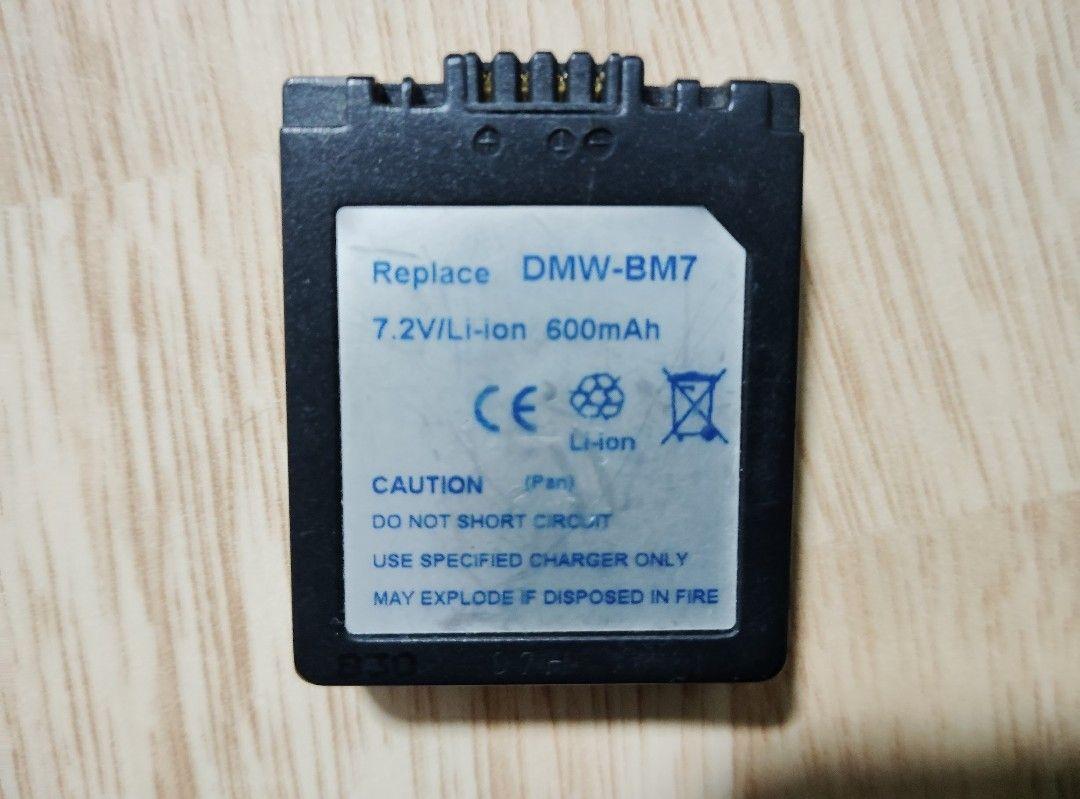 Replace DMW-BM7
7.2V/Li-ion 600mAh
CE
Li-ion
CAUTION (Pan)
DO NOT SHORT CIRCUIT
USE SPECIFIED CHARGER ONLY
MAY EXPLODE IF DISPOSED IN FIRE